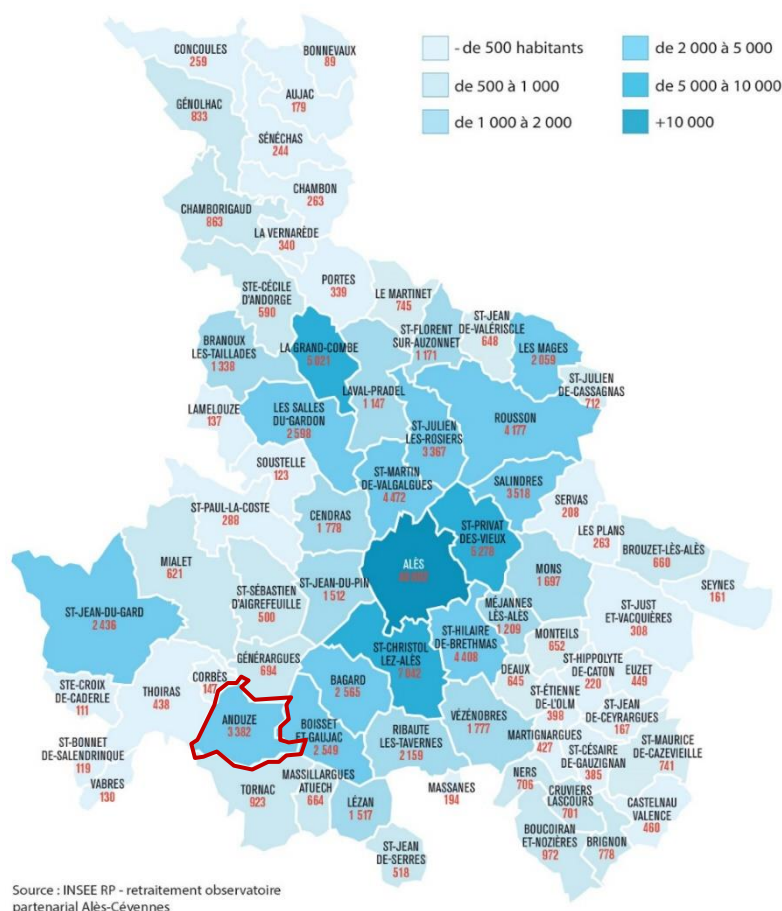 - de 500 habitants
de 500 à 1 000
de 1 000 à 2 000
de 2 000 à 5 000
de 5 000 à 10 000
+10 000
CONCOULES
259
BONNEVAUX
89
AUJAC
179
GÉNOLHAC
833
SÉNÉCHAS
244
CHAMBON
263
CHAMBORIGAUD
863
LA VERNARÈDE
340
PORTES
339
STE-CÉCILE
D'ANDORGE
590
LE MARTINET
745
ST-JEAN
DE-VALÉRISCLE
648
ST-FLORENT
SUR-AUZONNET
1 171
BRANOUX
LES-TAILLADES
1 338
LA GRAND-COMBE
5 021
LES MAGES
2 059
ST-JULIEN
DE-CASSAGNAS
712
LAVAL-PRADEL
1 147
LAMELOUZE
137
LES SALLES
DU-GARDON
2 598
ST-JULIEN
LES-ROSIERS
3 367
ROUSSON
4 177
SOUSTELLE
123
ST-MARTIN
DE-VALGALGUES
4 472
SALINDRES
3 518
ST-PAUL-LA-COSTE
288
CENDRAS
1 778
ST-PRIVAT
DES-VIEUX
5 278
SERVAS
208
LES PLANS
263
BROUZET-LÈS-ALÈS
660
SEYNES
161
MIALET
621
ALÈS
ST-SÉBASTIEN
D'AIGREFEUILLE
500
ST-JEAN-DU-PIN
1 512
MONS
1 697
ST-JEAN-DU-GARD
2 436
MÉJANNES
LÈS-ALÈS
1 209
ST-JUST
ET-VACQUIÈRES
308
ST-CHRISTOL
LEZ-ALÈS
7 042
ST-HILAIRE
DE-BRETHMAS
4 408
MONTEILS
652
GÉNÉRARGUES
694
CORBÈS
147
STE-CROIX
DE-CADERLE
111
THOIRAS
438
BAGARD
2 565
DEAUX
645
ST-HIPPOLYTE
DE-CATON
220
EUZET
449
ST-ÉTIENNE
DE-L'OLM
398
ST-JEAN
DE-CEYRARGUES
167
ANDUZE
3 382
BOISSET
ET-GAUJAC
2 549
RIBAUTE
LES-TAVERNES
2 159
VÉZÉNOBRES
1 777
MARTIGNARGUES
427
ST-BONNET
DE-SALENDRINQUE
119
VABRES
130
ST-CÉSAIRE
DE-GAUZIGNAN
385
ST-MAURICE
DE-CAZEVIEILLE
741
TORNAC
923
MASSILLARGUES
ATUECH
664
LÉZAN
1 517
MASSANES
194
NERS
706
CRUVIERS
LASCOURS
701
CASTELNAU
VALENCE
460
BOUCOIRAN
ET-NOZIÈRES
972
BRIGNON
778
ST-JEAN
DE-SERRES
518
Source : INSEE RP - retraitement observatoire
partenarial Alès-Cévennes